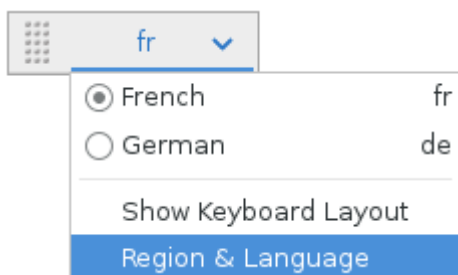 fr
French fr
German de
Show Keyboard Layout
Region & Language